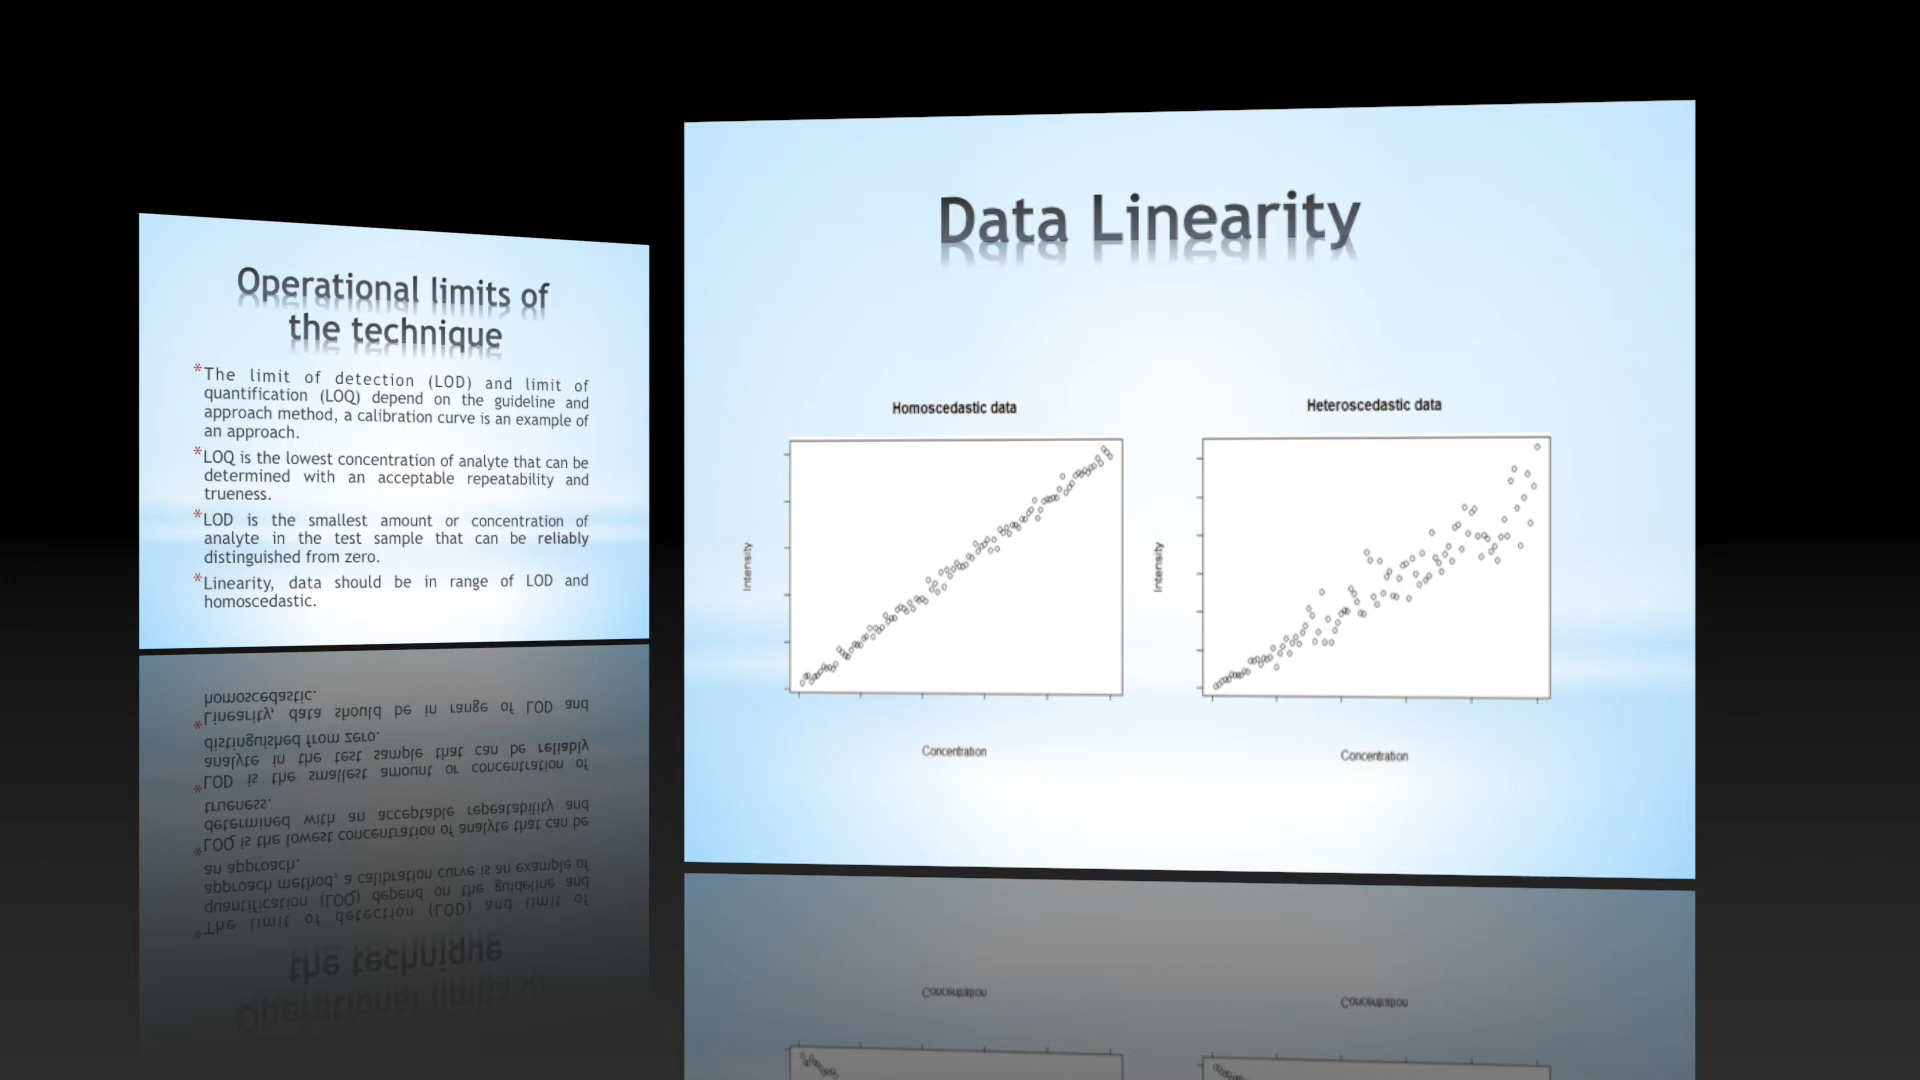 Operational limits of
the technique
*The limit of detection (LOD) and limit of
quantification (LOQ) depend on the guideline and
approach method, a calibration curve is an example of
an approach.
*LOQ is the lowest concentration of analyte that can be
determined with an acceptable repeatability and
trueness.
*LOD is the smallest amount or concentration of
analyte in the test sample that can be reliably
distinguished from zero.
*Linearity, data should be in range of LOD and
homoscedastic.
Data Linearity
Homoscedastic data
Intensity
Concentration
Heteroscedastic data
Intensity
Concentration